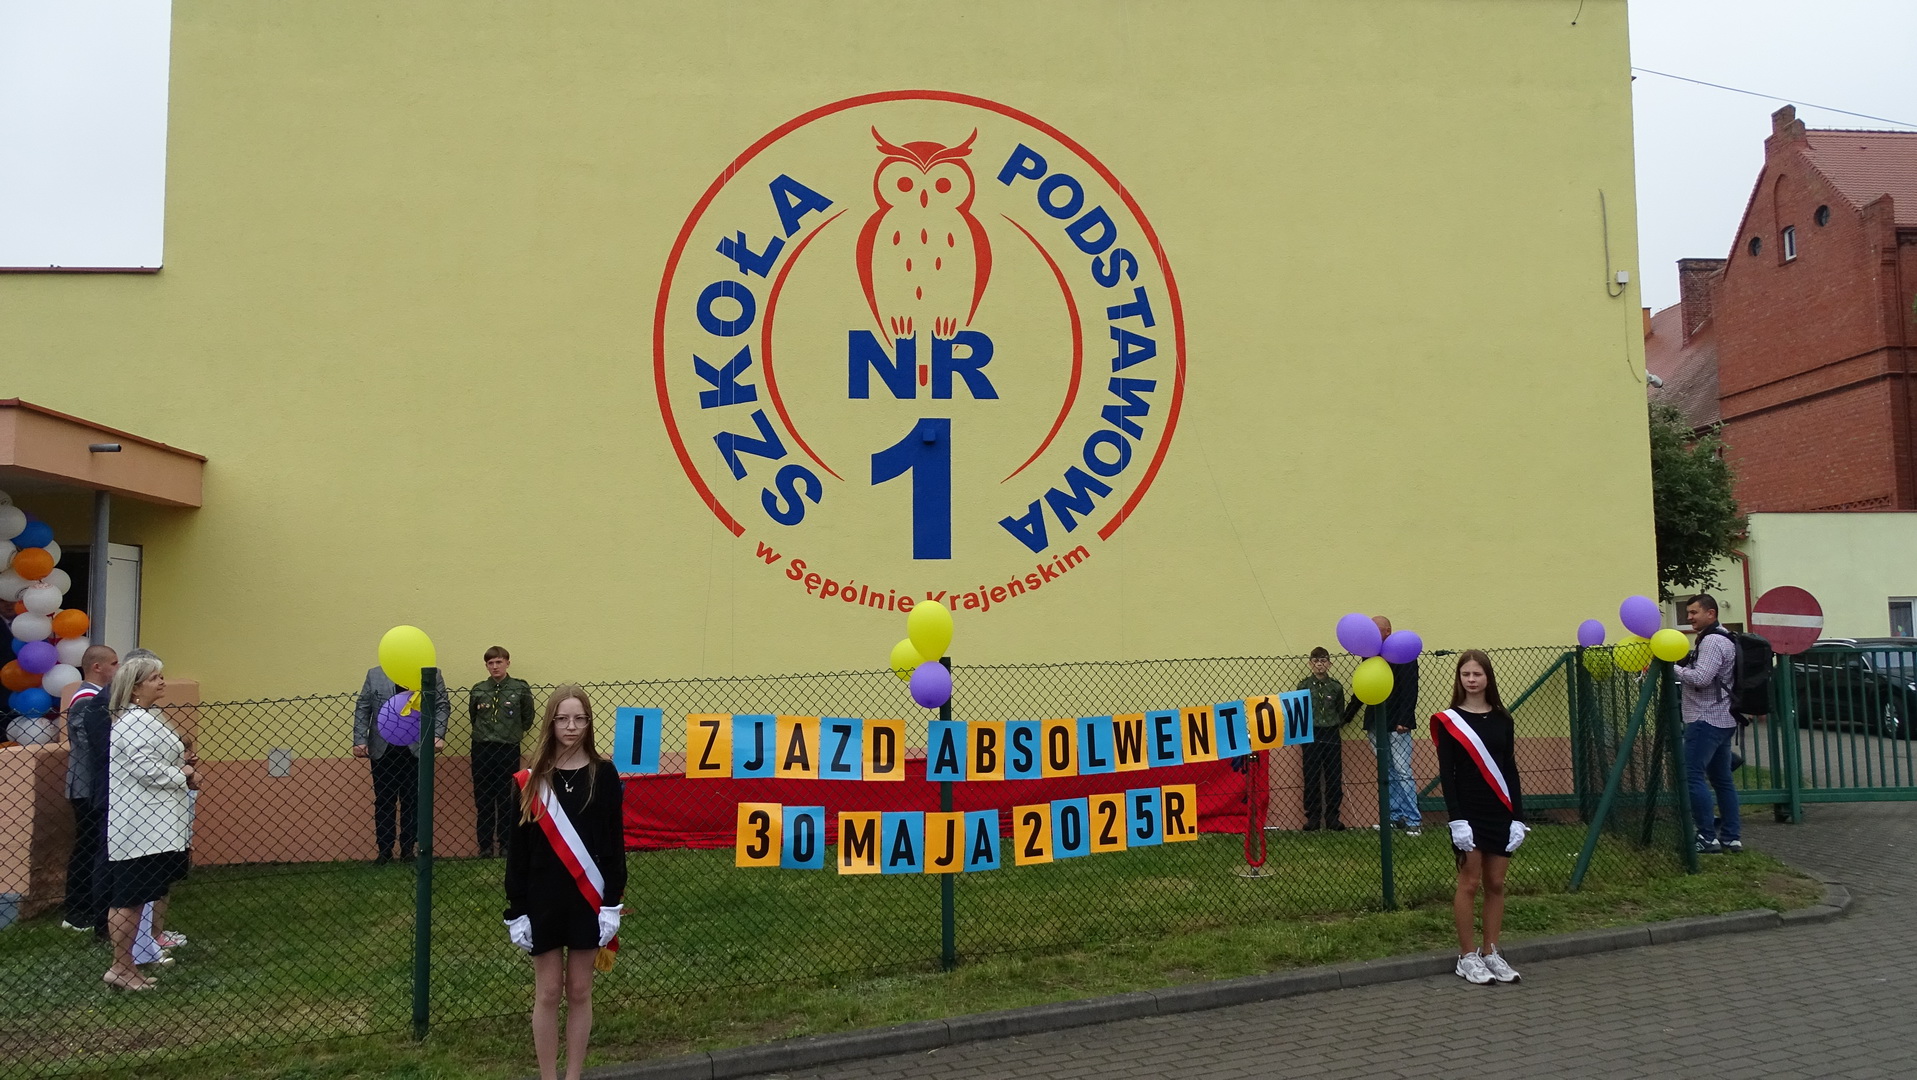 SZKOŁA PODSTAWOWA
NR
1
w Sępólnie Krajeńskim
I ZJAZD ABSOLWENTÓW
30 MAJA 2025R.